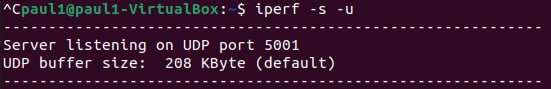 ^Cpaul1@paul1-VirtualBox:~$ iperf -s -u
------------------------------------------------------------
Server listening on UDP port 5001
UDP buffer size:  208 KByte (default)
------------------------------------------------------------